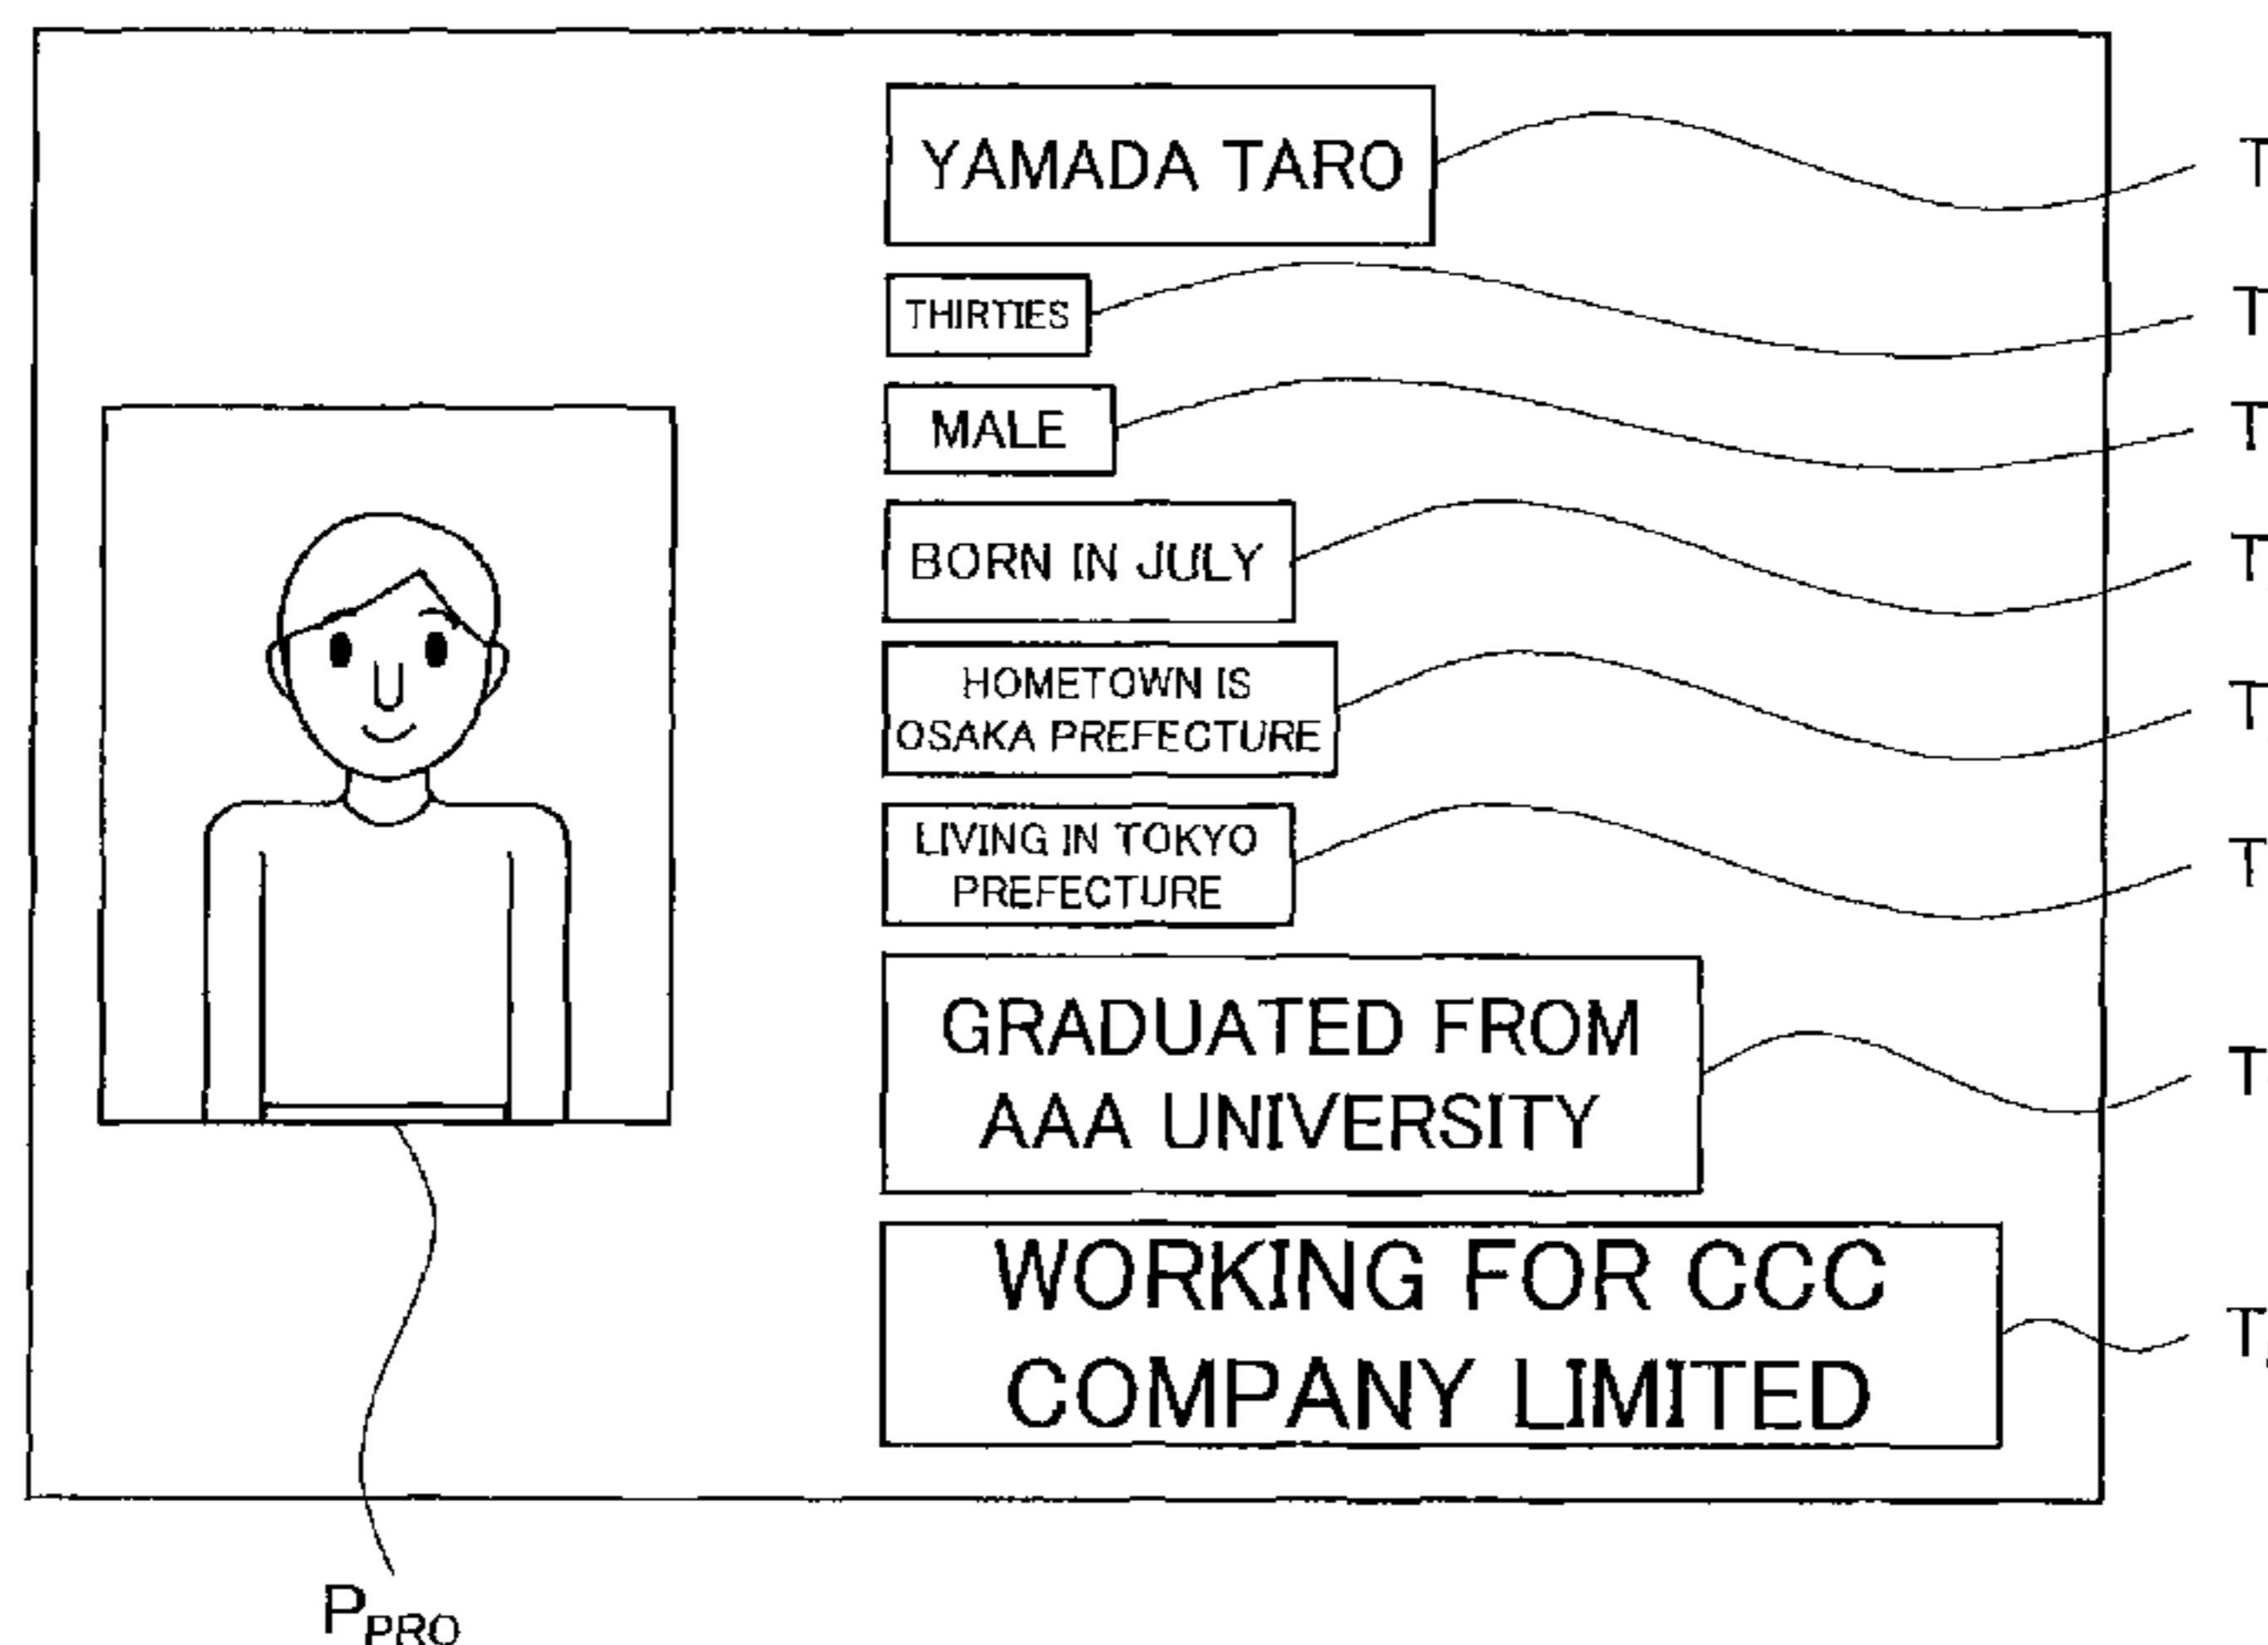 YAMADA TARO
T
THIRTIES
T
MALE
T
BORN IN JULY
T
HOMETOWN IS
OSAKA PREFECTURE
T
LIVING IN TOKYO
PREFECTURE
T
GRADUATED FROM
AAA UNIVERSITY
T
WORKING FOR CCC
COMPANY LIMITED
T
PPRO